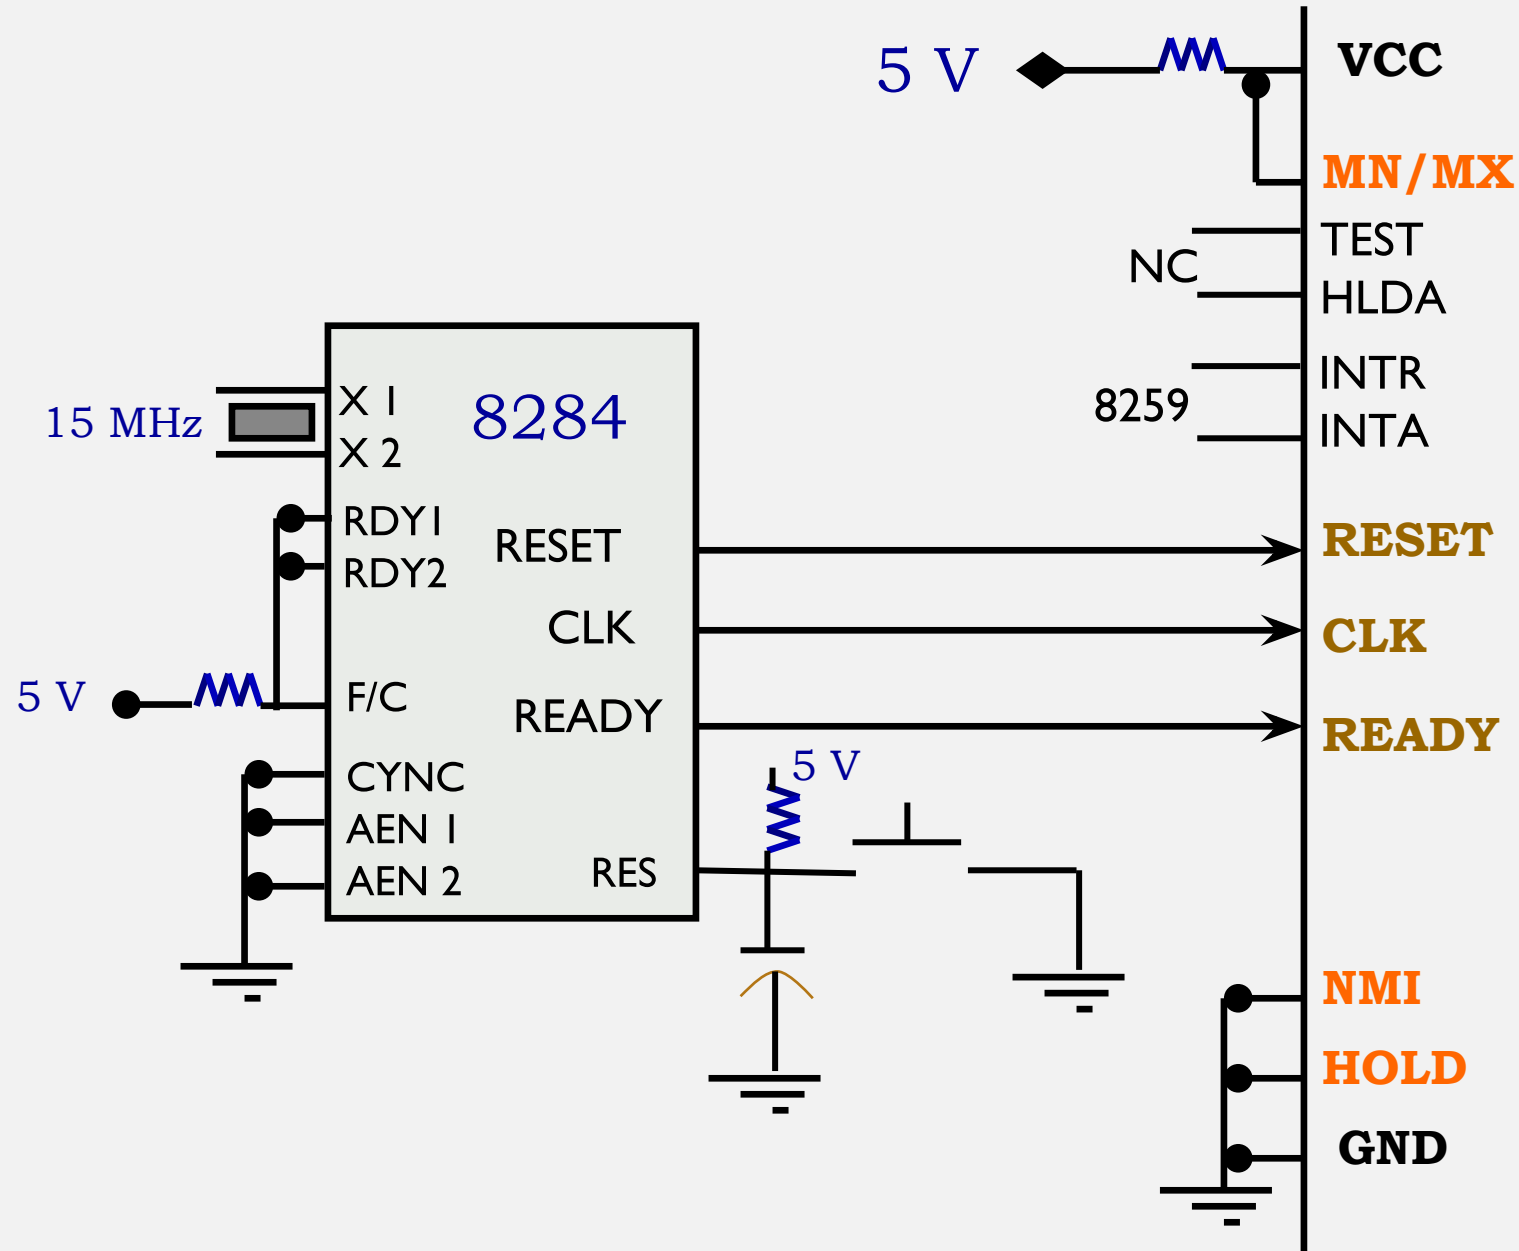 5 V
VCC
MN/MX
TEST
NC
HLDA
INTR
8259
INTA
15 MHz
X 1
8284
X 2
RDY1
RESET
RESET
RDY2
CLK
CLK
5 V
F/C
READY
READY
CYNC
5 V
AEN 1
AEN 2
RES
NMI
HOLD
GND